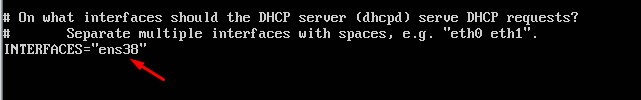 # On what interfaces should the DHCP server (dhcpd) serve DHCP requests?
#       Separate multiple interfaces with spaces, e.g. "eth0 eth1".
INTERFACES="ens38"